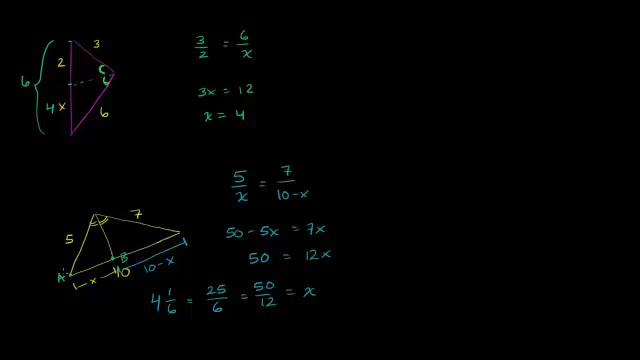 3
2
6
4 x
6
3/2 = 6/x
3x = 12
x = 4
5
7
A
B
x
10
10-x
5/x = 7/(10-x)
50 - 5x = 7x
50 = 12x
4 1/6 = 25/6 = 50/12 = x